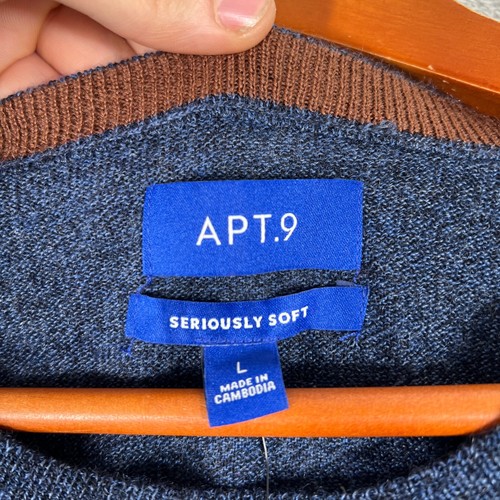 APT.9
SERIOUSLY SOFT
L
MADE IN
CAMBODIA